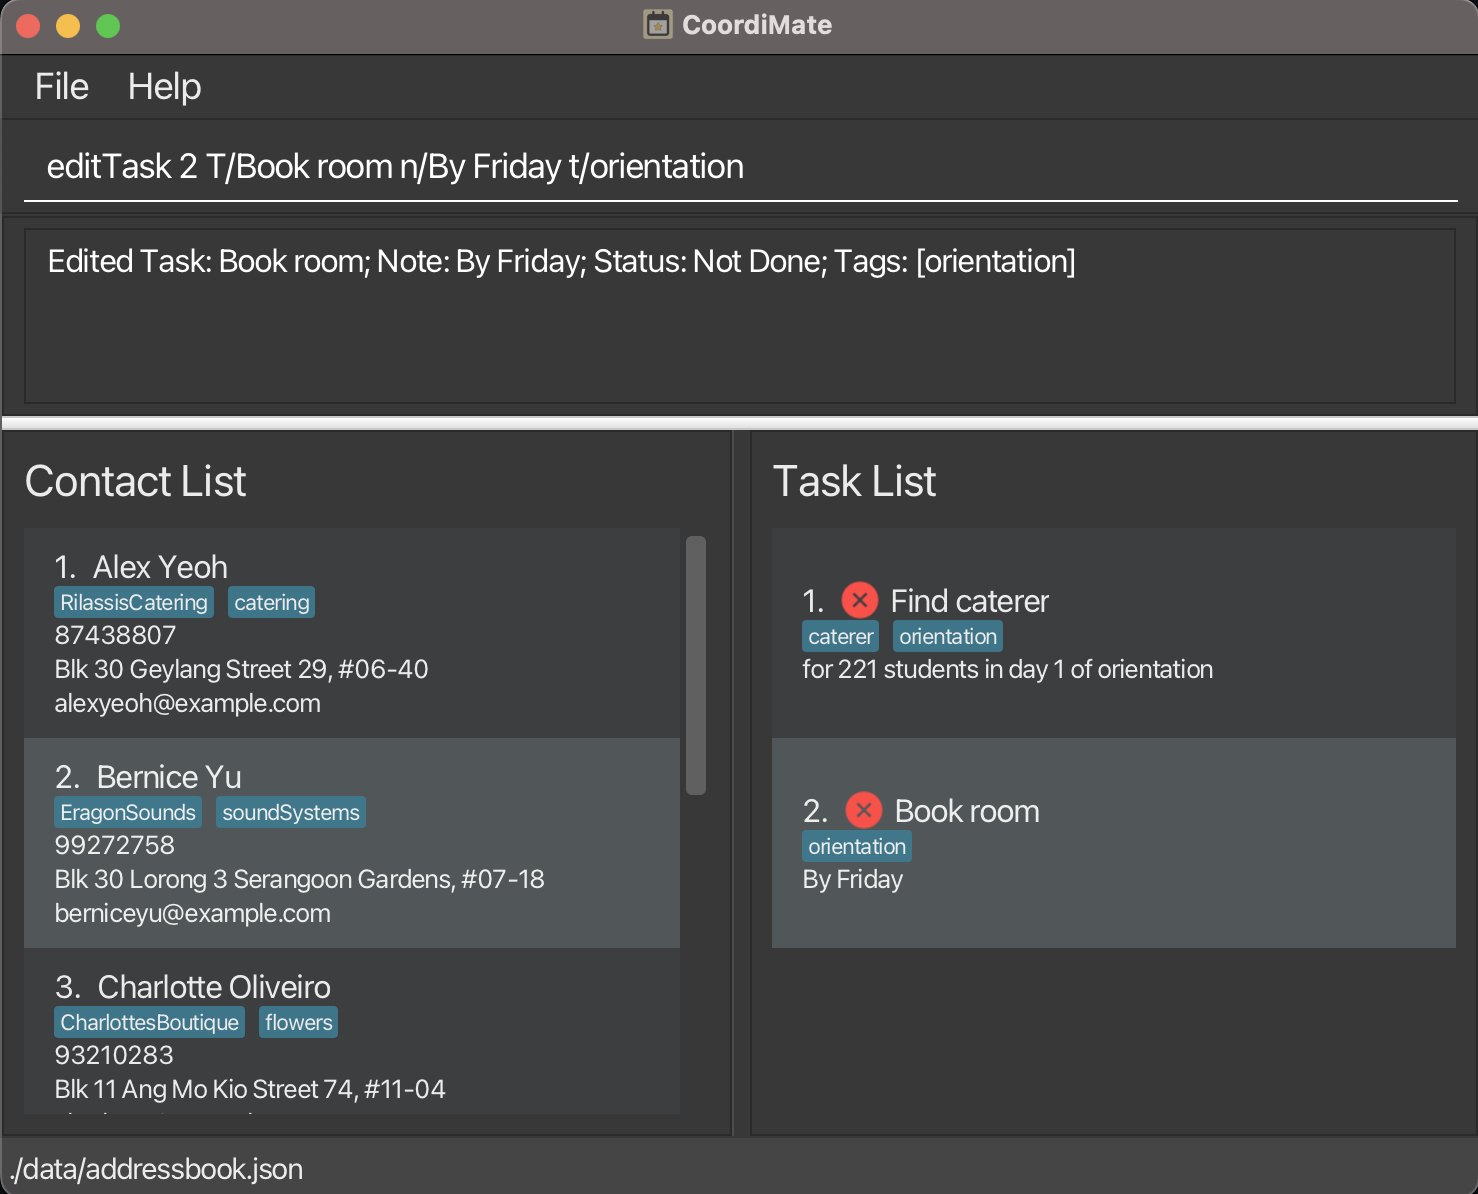 CoordiMate
File Help
editTask 2 T/Book room n/By Friday t/orientation
Edited Task: Book room; Note: By Friday; Status: Not Done; Tags: [orientation]
Contact List
1. Alex Yeoh
RilassisCatering catering
87438807
Blk 30 Geylang Street 29, #06-40
alexyeoh@example.com
2. Bernice Yu
EragonSounds soundSystems
99272758
Blk 30 Lorong 3 Serangoon Gardens, #07-18
berniceyu@example.com
3. Charlotte Oliveiro
CharlottesBoutique flowers
93210283
Blk 11 Ang Mo Kio Street 74, #11-04
Task List
1. Find caterer
caterer orientation
for 221 students in day 1 of orientation
2. Book room
orientation
By Friday
./data/addressbook.json